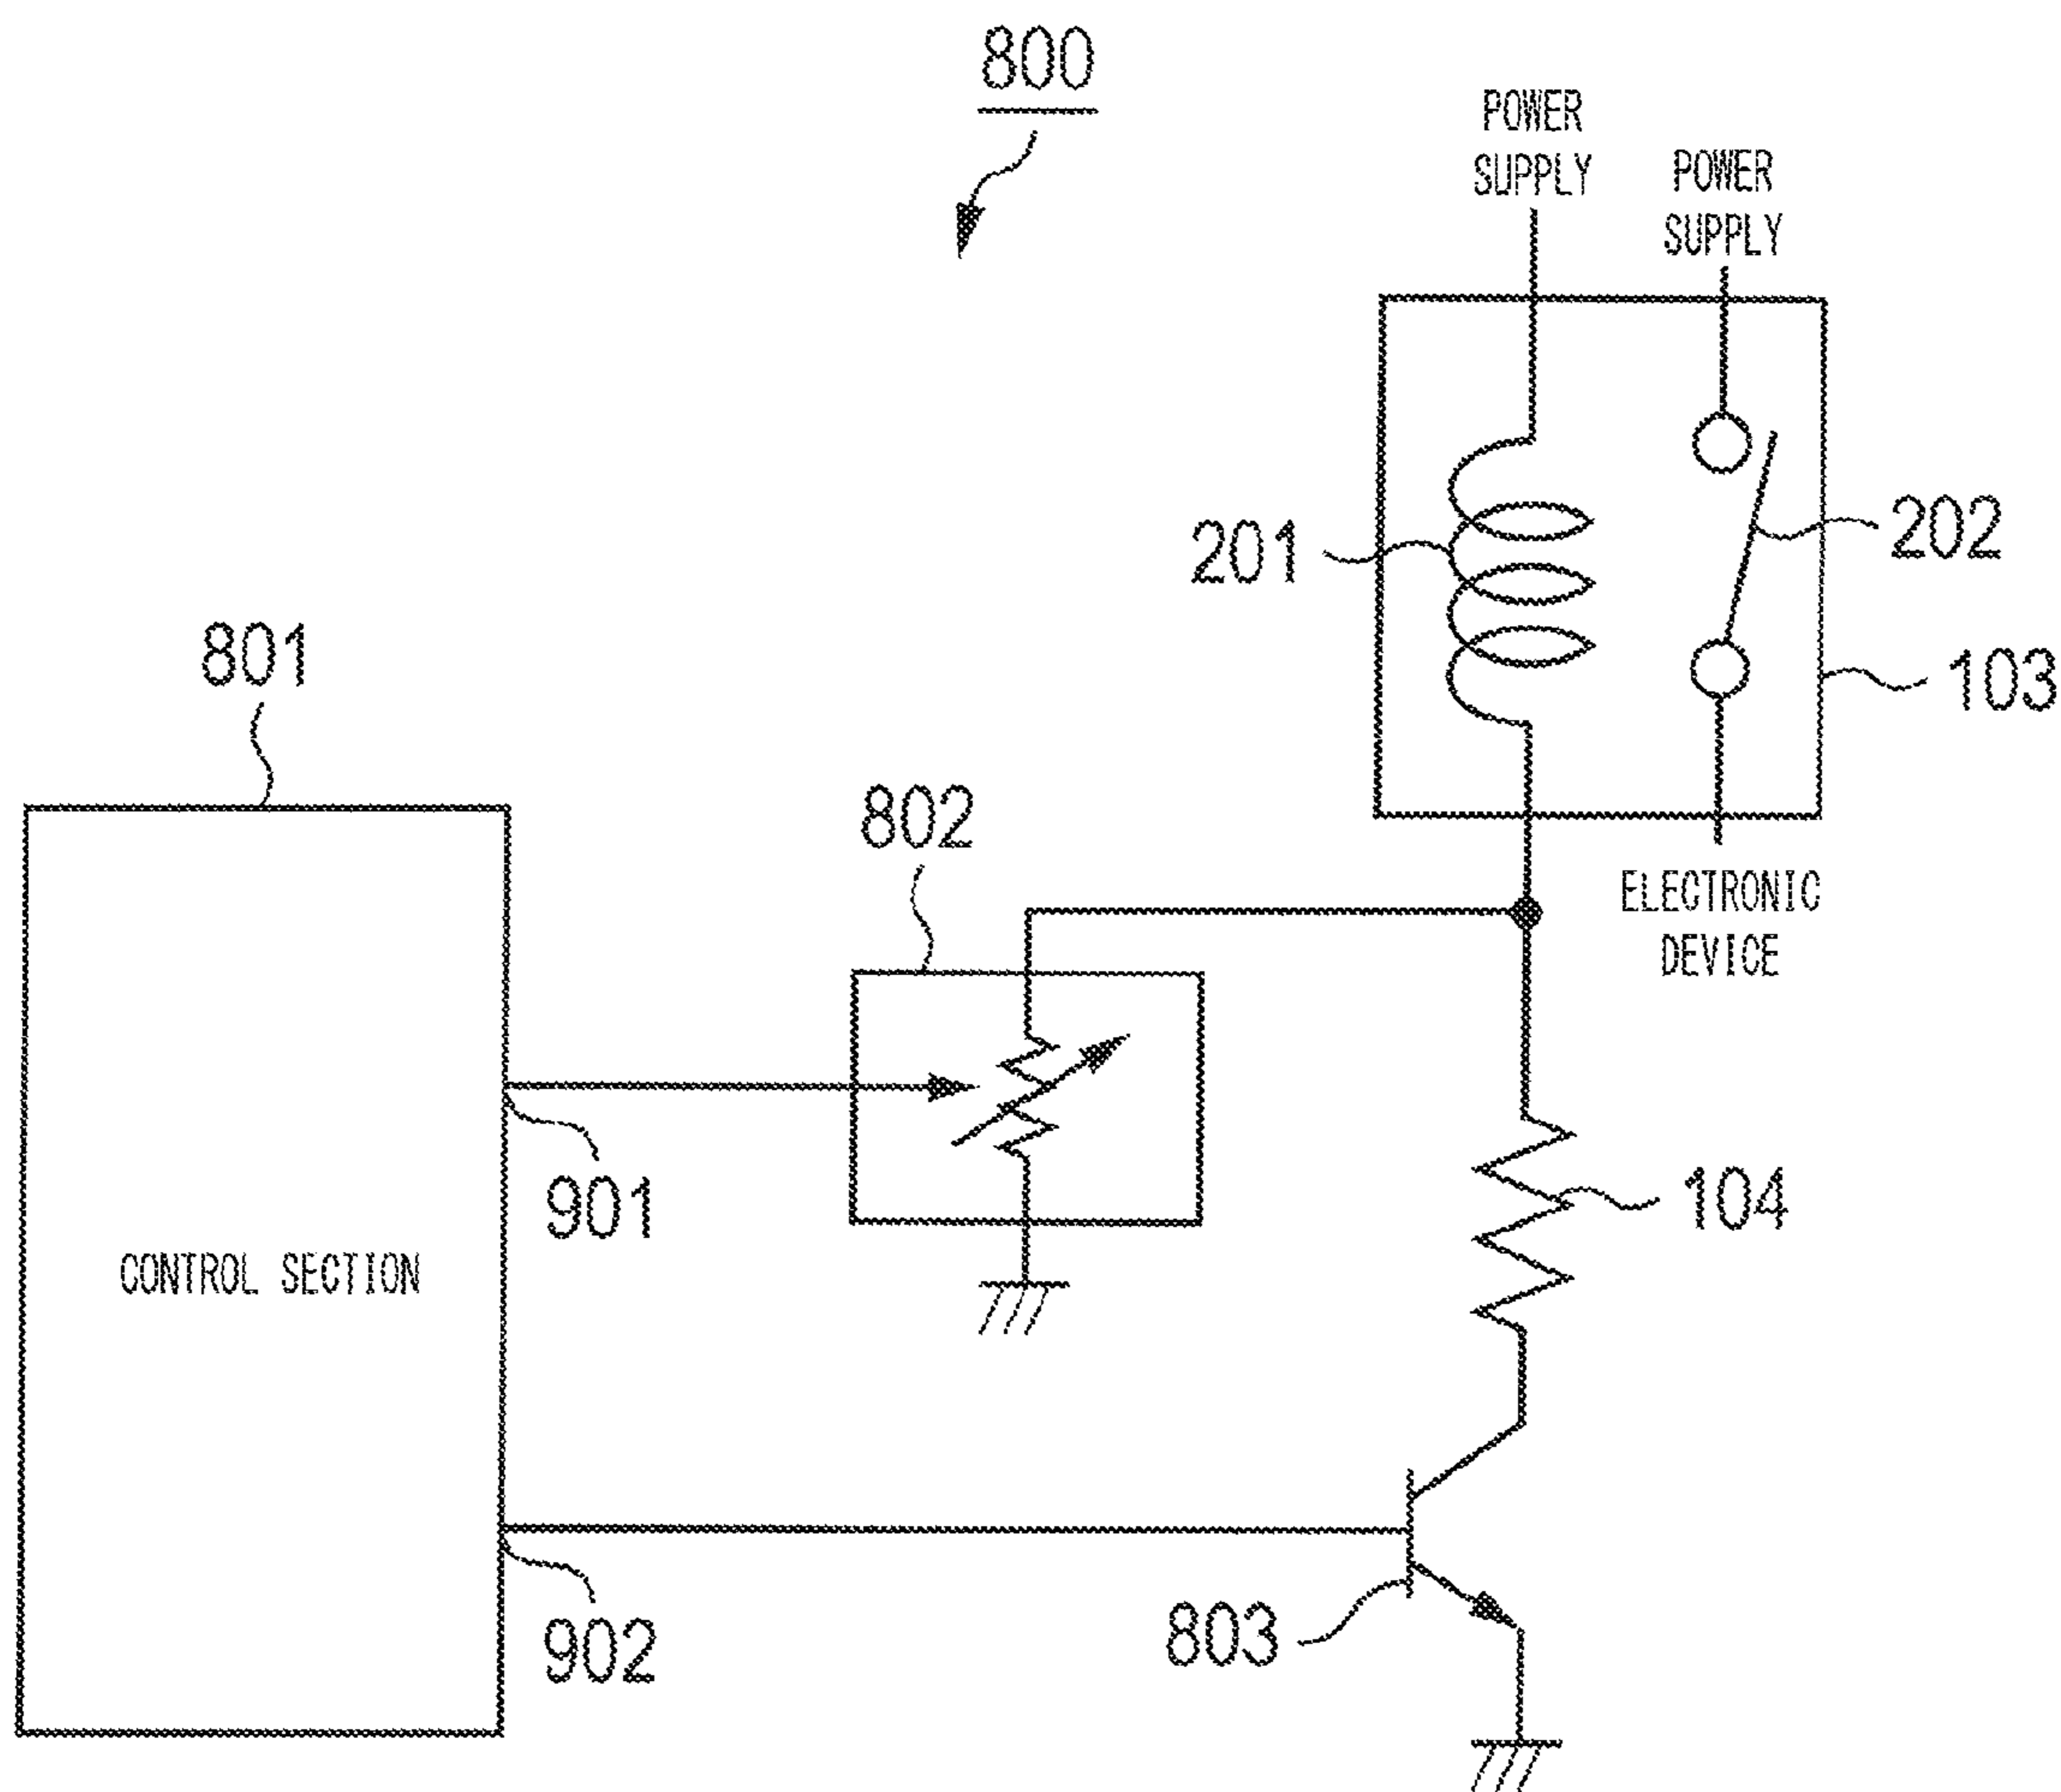 800
POWER
SUPPLY
POWER
SUPPLY
201
202
103
801
802
ELECTRONIC
DEVICE
901
104
CONTROL SECTION
902
803